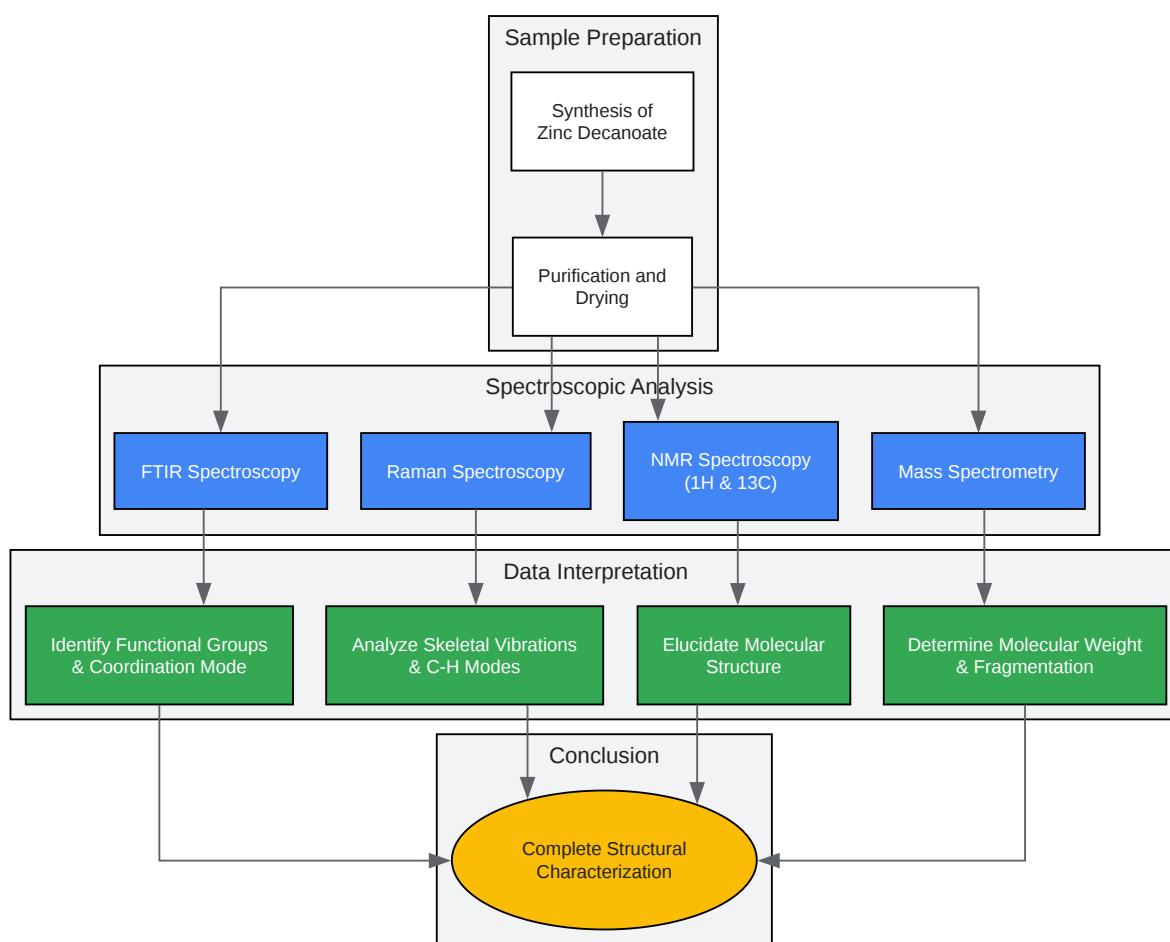 Sample Preparation
Synthesis of
Zinc Decanoate
Purification and
Drying
Spectroscopic Analysis
FTIR Spectroscopy
Raman Spectroscopy
NMR Spectroscopy
(1H & 13C)
Mass Spectrometry
Data Interpretation
Identify Functional Groups
& Coordination Mode
Analyze Skeletal Vibrations
& C-H Modes
Elucidate Molecular
Structure
Determine Molecular Weight
& Fragmentation
Conclusion
Complete Structural
Characterization